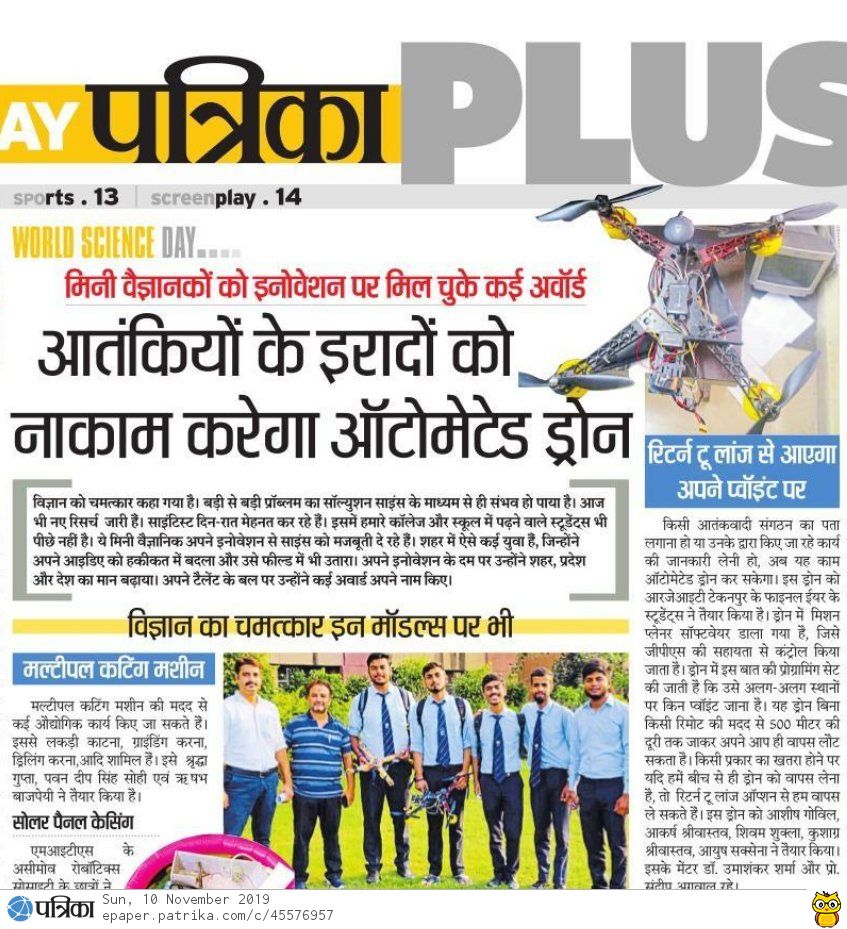 AY पत्रिका PLUS
sports . 13 | screenplay . 14
WORLD SCIENCE DAY.....
मिनी वैज्ञानकों को इनोवेशन पर मिल चुके कई अवॉर्ड
आतंकियों के इरादों को
नाकाम करेगा ऑटोमेटेड ड्रोन
विज्ञान को चमत्कार कहा गया है। बड़ी से बड़ी प्रॉब्लम का सॉल्युशन साइंस के माध्यम से ही संभव हो पाया है। आज
भी नए रिसर्च जारी हैं। साइंटिस्ट दिन-रात मेहनत कर रहे हैं। इसमें हमारे कॉलेज और स्कूल में पढ़ने वाले स्टूडेंट्स भी
पीछे नहीं है। ये मिनी वैज्ञानिक अपने इनोवेशन से साइंस को मजबूती दे रहे है। शहर में ऐसे कई युवा हैं, जिन्होंने
अपने आइडिए को हकीकत में बदला और उसे फील्ड में भी उतारा। अपने इनोवेशन के दम पर उन्होंने शहर, प्रदेश
और देश का मान बढ़ाया। अपने टैलेंट के बल पर उन्होंने कई अवार्ड अपने नाम किए।
विज्ञान का चमत्कार इन मॉडल्स पर भी
मल्टीपल कटिंग मशीन
मल्टीपल कटिंग मशीन की मदद से
कई औद्योगिक कार्य किए जा सकते हैं।
इससे लकड़ी काटना, ग्राइंडिंग करना,
ड्रिलिंग करना,आदि शामिल हैं। इसे श्रृद्धा
गुप्ता, पवन दीप सिंह सोही एवं ऋषभ
बाजपेयी ने तैयार किया है।
सोलर पैनल केसिंग
एमआइटीएस के
असीमोव रोबॉटिक्स
सोसाइटी के छात्रों ने
रिटर्न टू लांज से आएगा
अपने प्वॉइंट पर
किसी आतंकवादी संगठन का पता
लगाना हो या उनके द्वारा किए जा रहे कार्य
की जानकारी लेनी हो, अब यह काम
ऑटोमेटेड ड्रोन कर सकेगा। इस ड्रोन को
आरजेआइटी टेकनपुर के फाइनल ईयर के
स्टूडेंट्स ने तैयार किया है। ड्रोन में मिशन
प्लेनर सॉफ्टवेयर डाला गया है, जिसे
जीपीएस की सहायता से कंट्रोल किया
जाता है। ड्रोन में इस बात की प्रोग्रामिंग सेट
की जाती है कि उसे अलग-अलग स्थानों
पर किन प्वॉइंट जाना है। यह ड्रोन बिना
किसी रिमोट की मदद से 500 मीटर की
दूरी तक जाकर अपने आप ही वापस लौट
सकता है। किसी प्रकार का खतरा होने पर
यदि हमें बीच से ही ड्रोन को वापस लेना
है, तो रिटर्न टू लांज ऑप्शन से हम वापस
ले सकते हैं। इस ड्रोन को आशीष गोविल,
आकर्ष श्रीवास्तव, शिवम शुक्ला, कुशाग्र
श्रीवास्तव, आयुष सक्सेना ने तैयार किया।
इसके मेंटर डॉ. उमाशंकर शर्मा और प्रो.
संदीप अग्रवाल रहे।
पत्रिका Sun, 10 November 2019
epaper.patrika.com/c/45576957